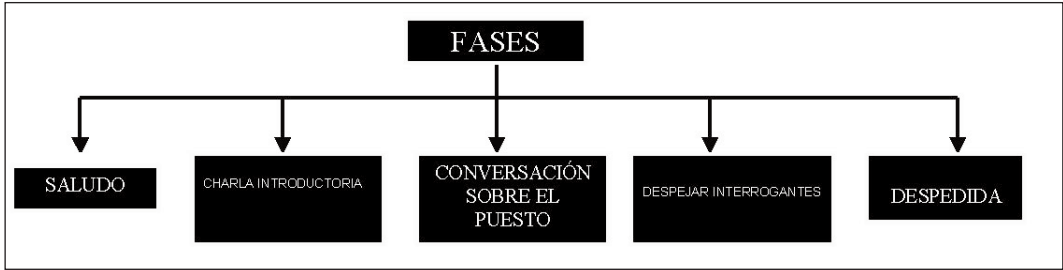 FASES
SALUDO
CHARLA INTRODUCTORIA
CONVERSACIÓN
SOBRE EL
PUESTO
DESPEJAR INTERROGANTES
DESPEDIDA